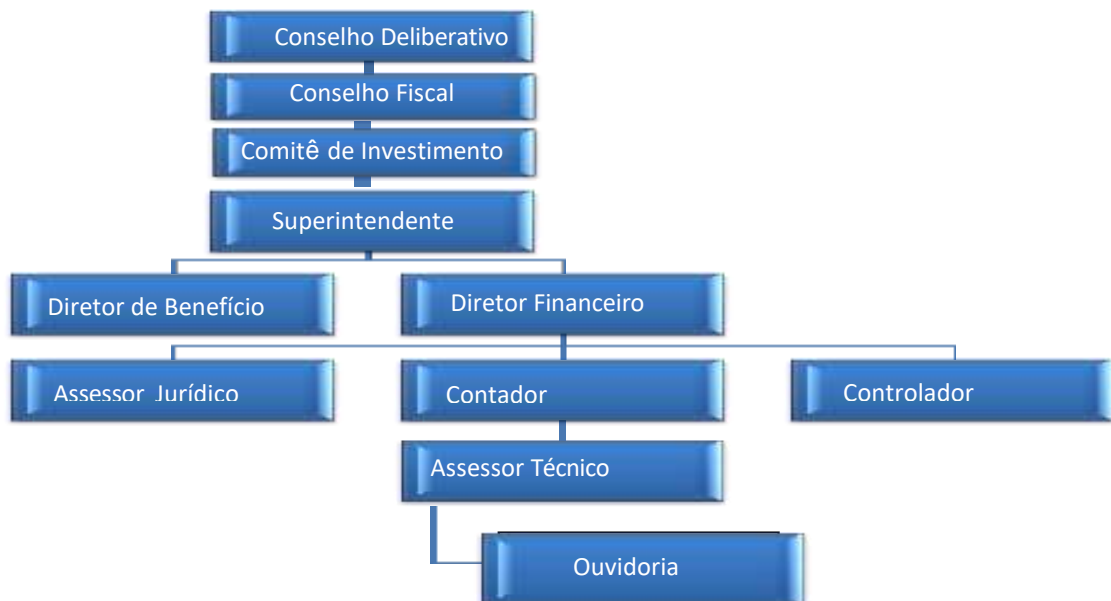 Conselho Deliberativo
Conselho Fiscal
Comitê de Investimento
Superintendente
Diretor de Benefício
Diretor Financeiro
Assessor Jurídico
Contador
Controlador
Assessor Técnico
Ouvidoria